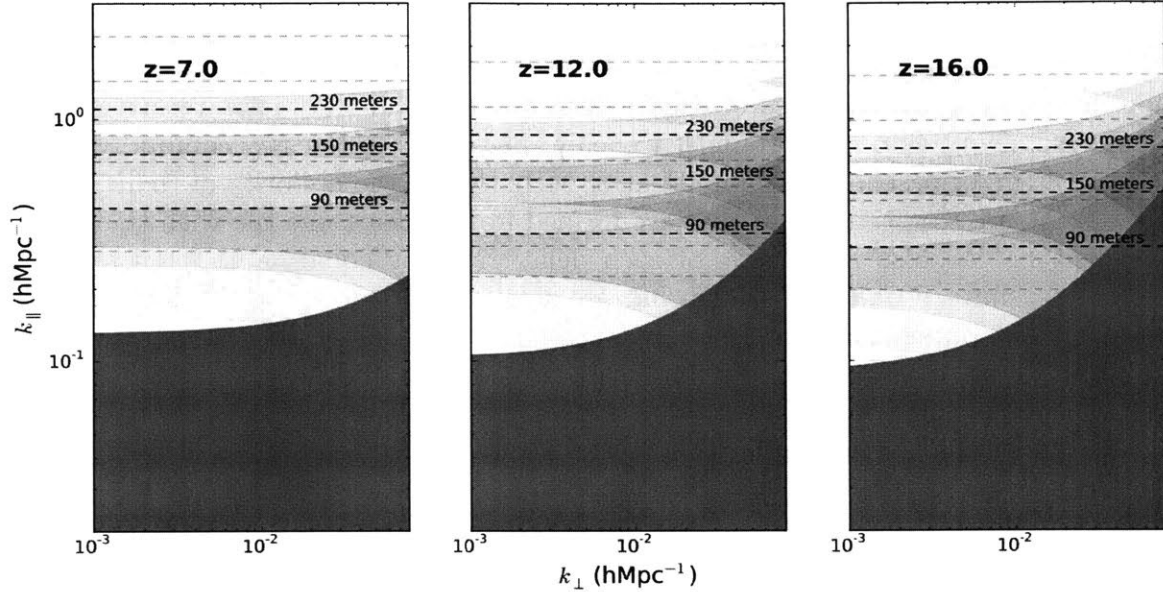 z=7.0
z=12.0
z=16.0
230 meters
150 meters
90 meters
230 meters
150 meters
90 meters
230 meters
150 meters
90 meters
10⁰
10⁻¹
k∥ (hMpc⁻¹)
10⁻³
10⁻²
10⁻³
10⁻²
10⁻³
10⁻²
k⊥ (hMpc⁻¹)